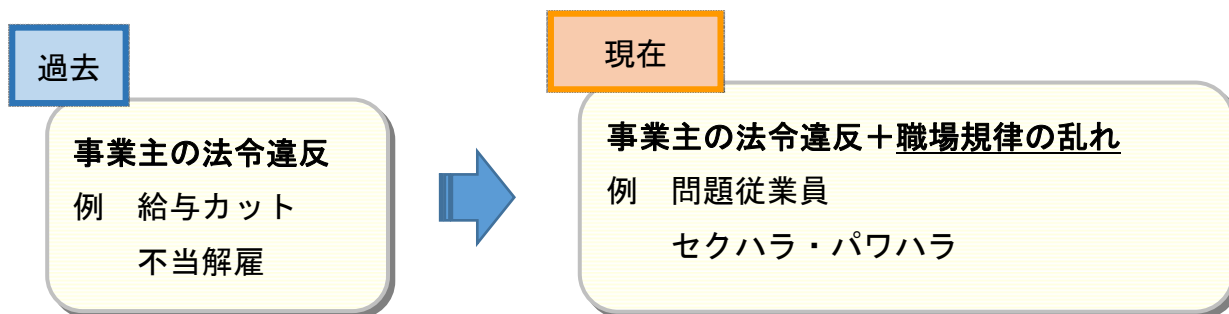 過去
事業主の法令違反
例　給与カット
不当解雇
現在
事業主の法令違反＋職場規律の乱れ
例　問題従業員
セクハラ・パワハラ